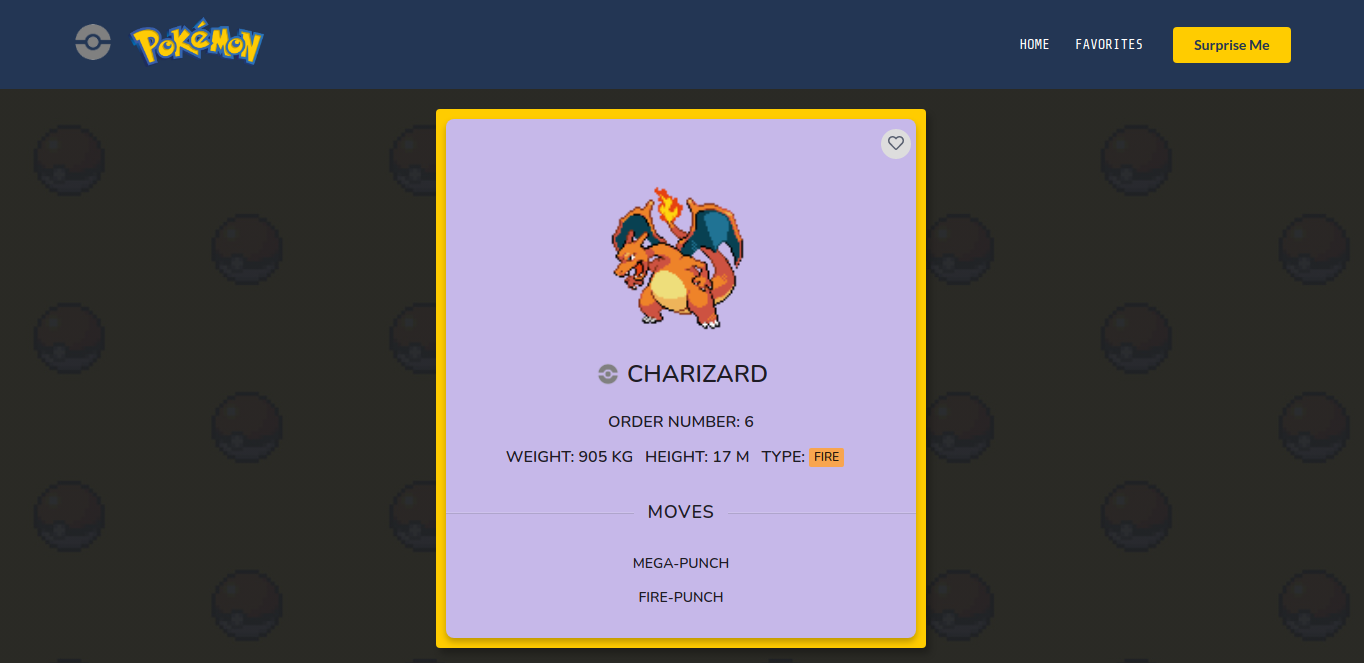 POKéMON
HOME FAVORITES Surprise Me
CHARIZARD
ORDER NUMBER: 6
WEIGHT: 905 KG HEIGHT: 17 M TYPE: FIRE
MOVES
MEGA-PUNCH
FIRE-PUNCH